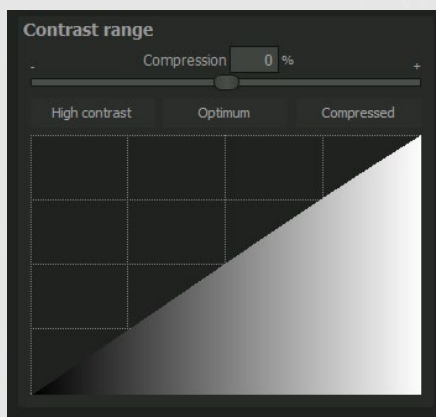 Contrast range
Compression 0 %
- +
High contrast Optimum Compressed